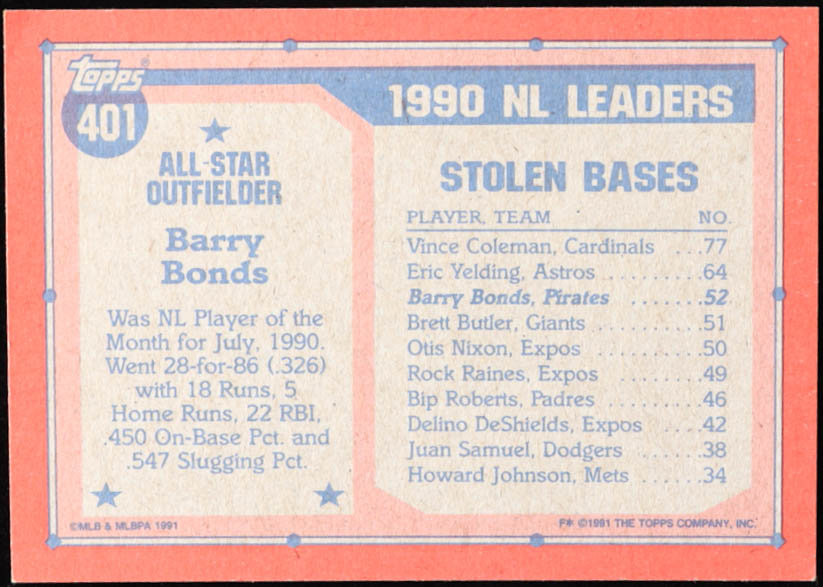 topps®
401
ALL-STAR
OUTFIELDER
Barry
Bonds
Was NL Player of the
Month for July, 1990.
Went 28-for-86 (.326)
with 18 Runs, 5
Home Runs, 22 RBI,
.450 On-Base Pct. and
.547 Slugging Pct.
©MLB & MLBPA 1991
1990 NL LEADERS
STOLEN BASES
PLAYER, TEAM NO.
Vince Coleman, Cardinals ...77
Eric Yelding, Astros .........64
Barry Bonds, Pirates .......52
Brett Butler, Giants .........51
Otis Nixon, Expos .........50
Rock Raines, Expos ........49
Bip Roberts, Padres ........46
Delino DeShields, Expos ....42
Juan Samuel, Dodgers ......38
Howard Johnson, Mets .....34
F* ©1991 THE TOPPS COMPANY, INC.